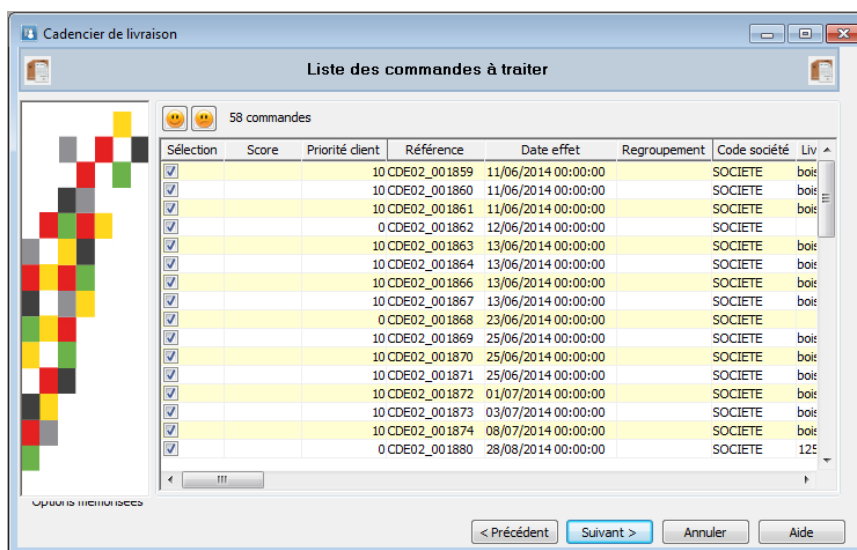 Cadencier de livraison
Liste des commandes à traiter
58 commandes
Sélection Score Priorité client Référence Date effet Regroupement Code société Liv
10 CDE02_001859 11/06/2014 00:00:00 SOCIETE bois
10 CDE02_001860 11/06/2014 00:00:00 SOCIETE bois
10 CDE02_001861 11/06/2014 00:00:00 SOCIETE bois
0 CDE02_001862 12/06/2014 00:00:00 SOCIETE
10 CDE02_001863 13/06/2014 00:00:00 SOCIETE bois
10 CDE02_001864 13/06/2014 00:00:00 SOCIETE bois
10 CDE02_001866 13/06/2014 00:00:00 SOCIETE bois
10 CDE02_001867 13/06/2014 00:00:00 SOCIETE bois
0 CDE02_001868 23/06/2014 00:00:00 SOCIETE
10 CDE02_001869 25/06/2014 00:00:00 SOCIETE bois
10 CDE02_001870 25/06/2014 00:00:00 SOCIETE bois
10 CDE02_001871 25/06/2014 00:00:00 SOCIETE bois
10 CDE02_001872 01/07/2014 00:00:00 SOCIETE bois
10 CDE02_001873 03/07/2014 00:00:00 SOCIETE bois
10 CDE02_001874 08/07/2014 00:00:00 SOCIETE bois
0 CDE02_001880 28/08/2014 00:00:00 SOCIETE 125
Options mémorisées
< Précédent Suivant > Annuler Aide